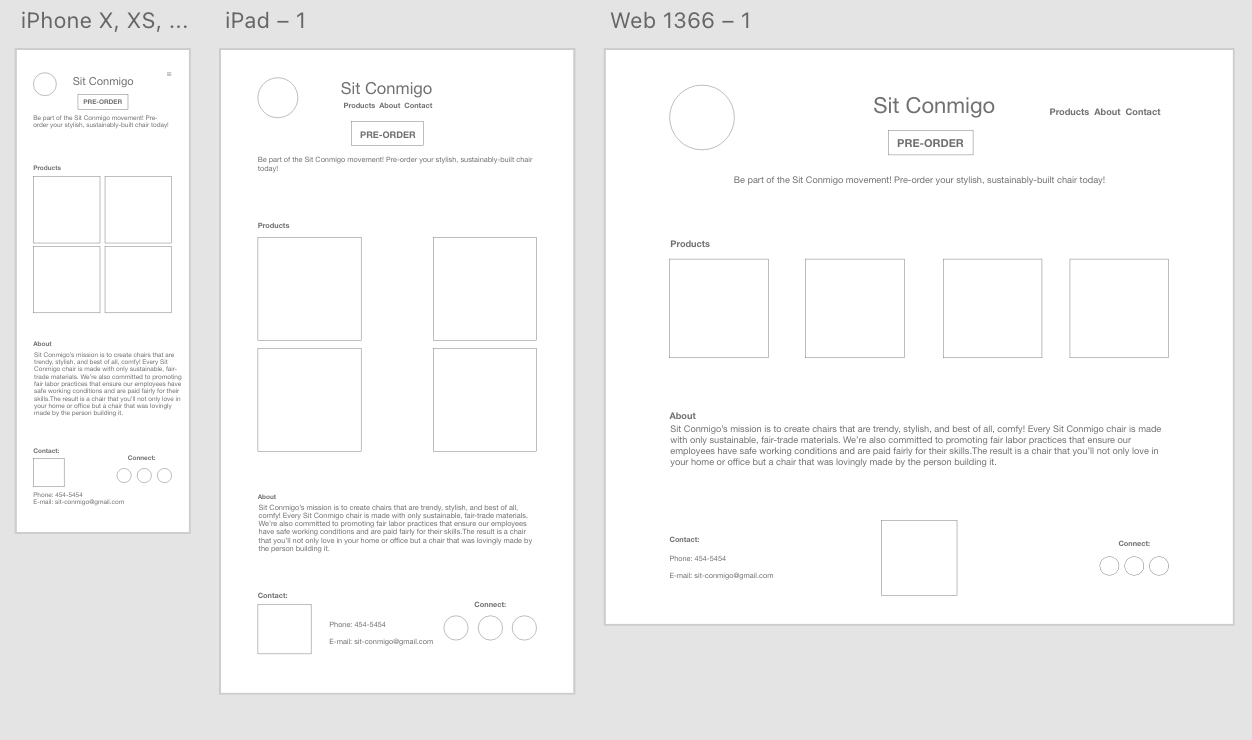 iPhone X, XS, ...
Sit Conmigo
PRE-ORDER
Be part of the Sit Conmigo movement! Pre-
order your stylish, sustainably-built chair today!
Products
About
Sit Conmigo's mission is to create chairs that are
trendy, stylish, and best of all, comfy! Every Sit
Conmigo chair is made with only sustainable, fair-
trade materials. We're also committed to promoting
fair labor practices that ensure our employees have
safe working conditions and are paid fairly for their
skills.The result is a chair that you'll not only love in
your home or office but a chair that was lovingly
made by the person building it.
Contact:
Connect:
Phone: 454-5454
E-mail: sit-conmigo@gmail.com
iPad – 1
Sit Conmigo
Products About Contact
PRE-ORDER
Be part of the Sit Conmigo movement! Pre-order your stylish, sustainably-built chair
today!
Products
About
Sit Conmigo's mission is to create chairs that are trendy, stylish, and best of all,
comfy! Every Sit Conmigo chair is made with only sustainable, fair-trade materials.
We're also committed to promoting fair labor practices that ensure our employees
have safe working conditions and are paid fairly for their skills.The result is a chair
that you'll not only love in your home or office but a chair that was lovingly made by
the person building it.
Contact:
Connect:
Phone: 454-5454
E-mail: sit-conmigo@gmail.com
Web 1366 – 1
Sit Conmigo
Products About Contact
PRE-ORDER
Be part of the Sit Conmigo movement! Pre-order your stylish, sustainably-built chair today!
Products
About
Sit Conmigo's mission is to create chairs that are trendy, stylish, and best of all, comfy! Every Sit Conmigo chair is made
with only sustainable, fair-trade materials. We're also committed to promoting fair labor practices that ensure our
employees have safe working conditions and are paid fairly for their skills.The result is a chair that you'll not only love in
your home or office but a chair that was lovingly made by the person building it.
Contact:
Connect:
Phone: 454-5454
E-mail: sit-conmigo@gmail.com